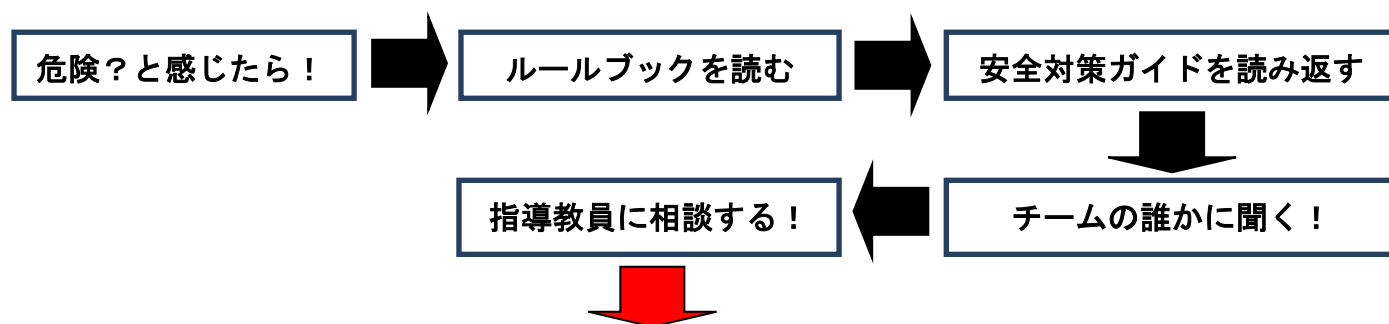 危険？と感じたら！
ルールブックを読む
安全対策ガイドを読み返す
チームの誰かに聞く！
指導教員に相談する！